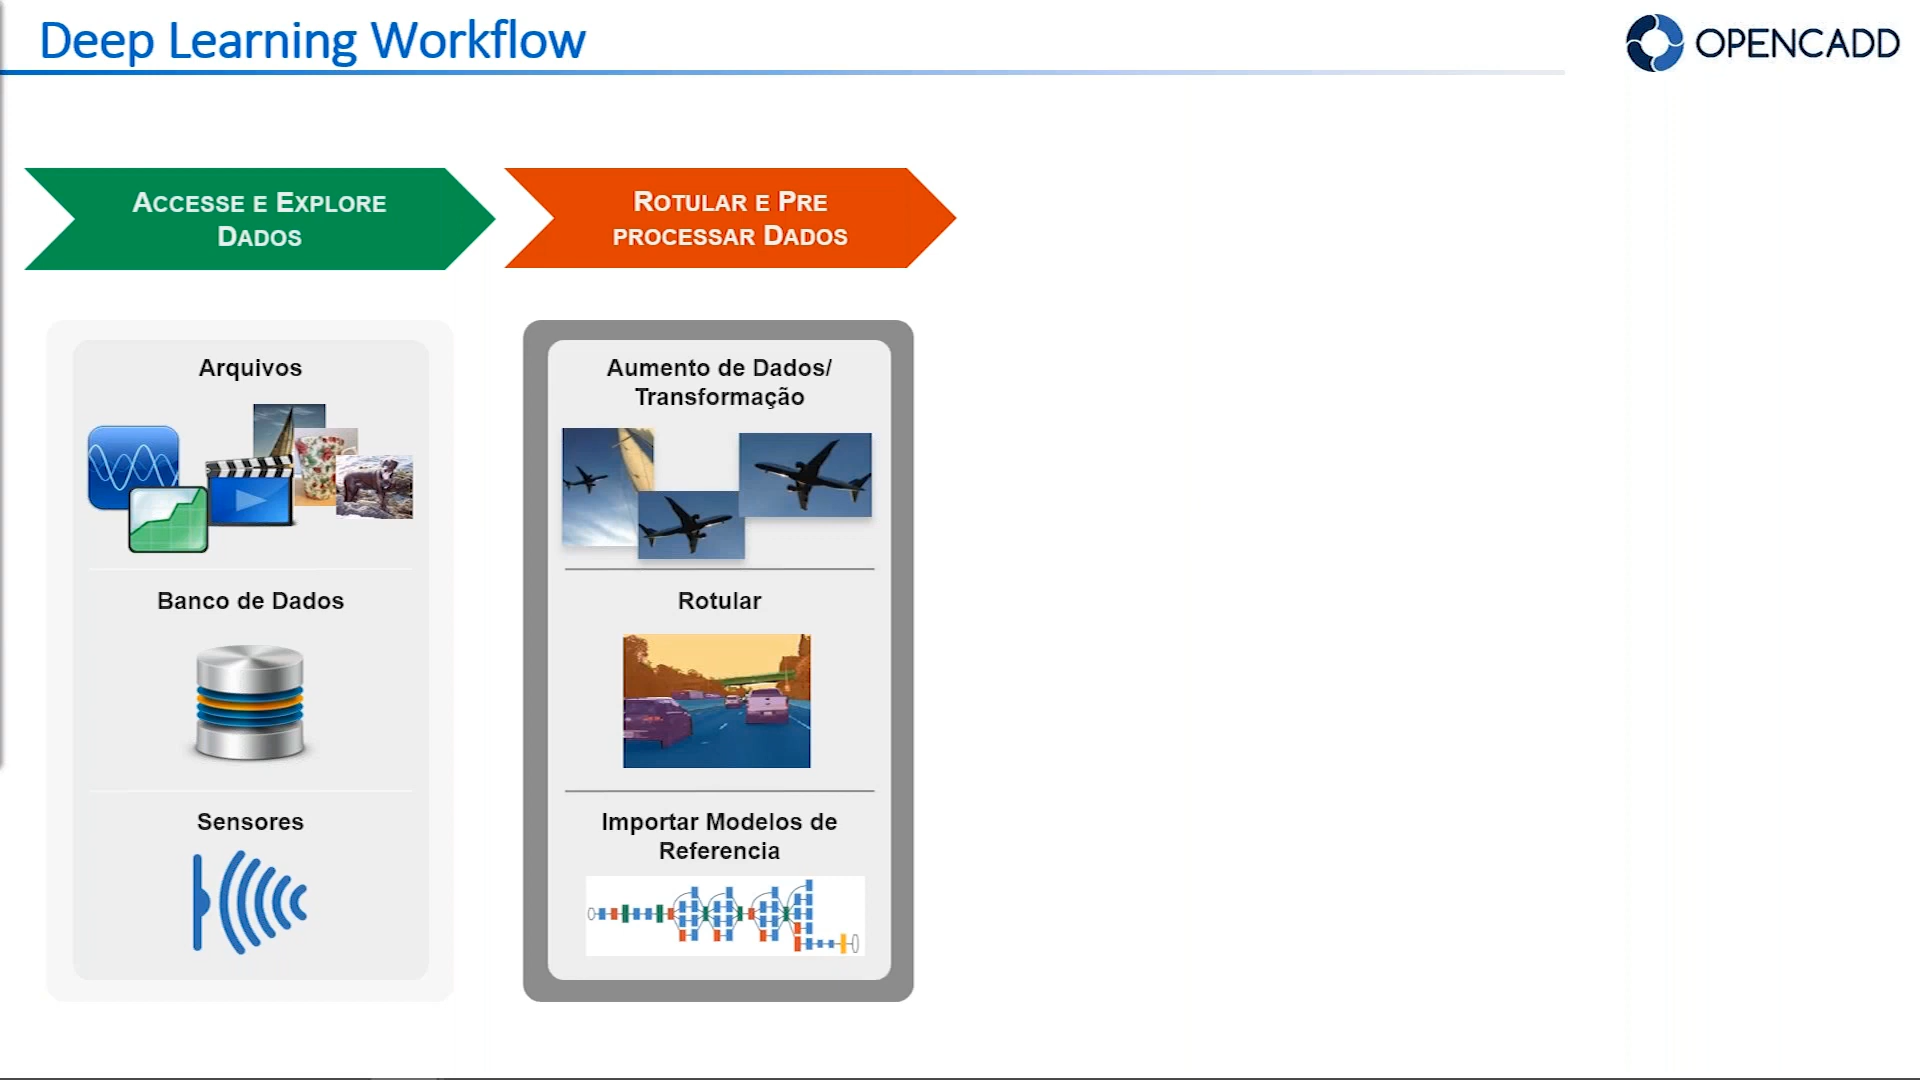 Deep Learning Workflow
OPENCADD
ACCESSE E EXPLORE
DADOS
ROTULAR E PRE
PROCESSAR DADOS
Arquivos
Banco de Dados
Sensores
Aumento de Dados/
Transformação
Rotular
Importar Modelos de
Referencia